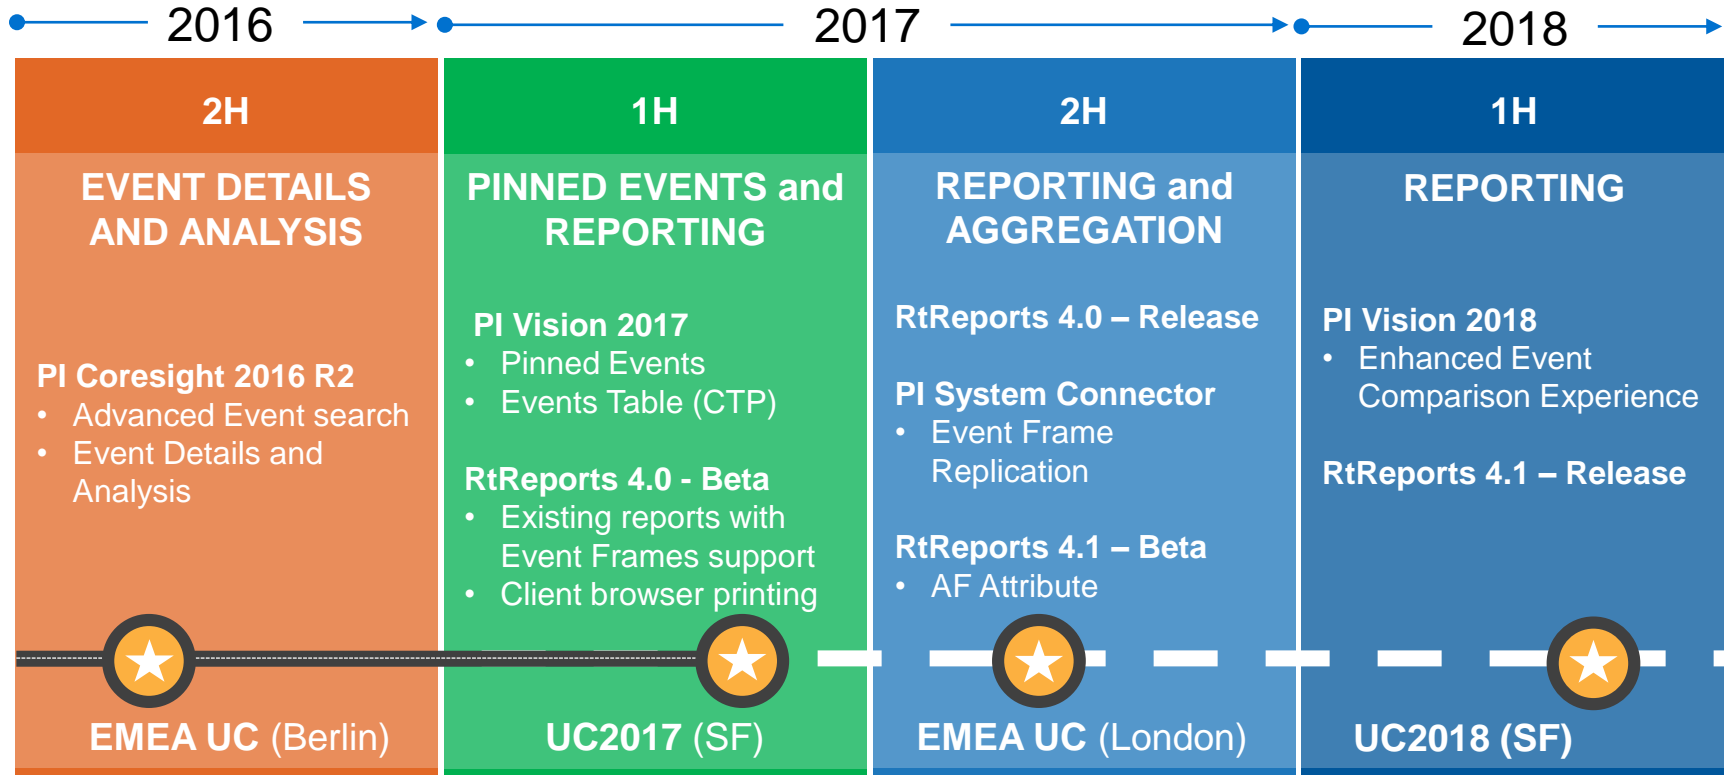 2016
2017
2018
2H
1H
2H
1H
EVENT DETAILS
AND ANALYSIS
PI Coresight 2016 R2
• Advanced Event search
• Event Details and
Analysis
EMEA UC (Berlin)
PINNED EVENTS and
REPORTING
PI Vision 2017
• Pinned Events
• Events Table (CTP)
RtReports 4.0 - Beta
• Existing reports with
Event Frames support
• Client browser printing
UC2017 (SF)
REPORTING and
AGGREGATION
RtReports 4.0 – Release
PI System Connector
• Event Frame
Replication
RtReports 4.1 – Beta
• AF Attribute
EMEA UC (London)
REPORTING
PI Vision 2018
• Enhanced Event
Comparison Experience
RtReports 4.1 – Release
UC2018 (SF)